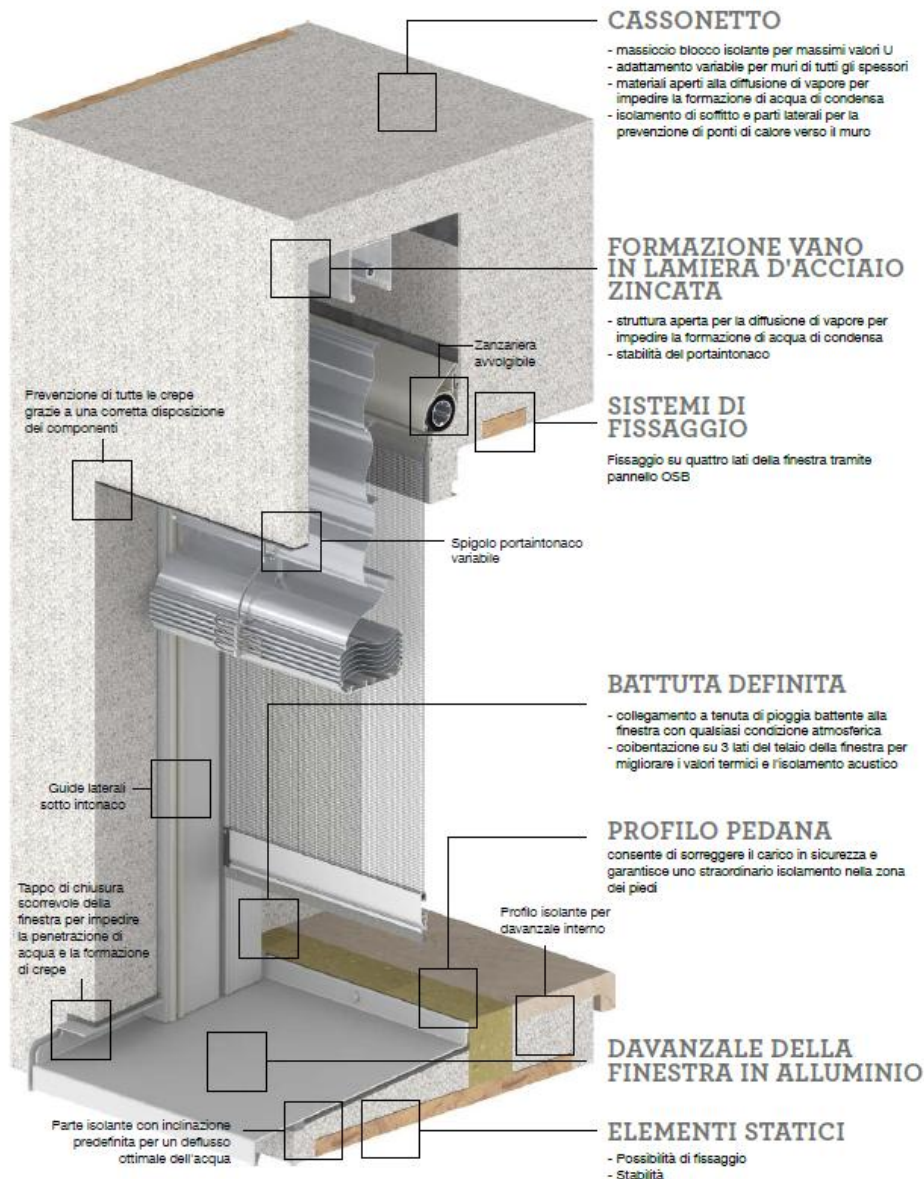 CASSONETTO
- massiccio blocco isolante per massimi valori U
- adattamento variabile per muri di tutti gli spessori
- materiali aperti alla diffusione di vapore per
impedire la formazione di acqua di condensa
- isolamento di soffitto e parti laterali per la
prevenzione di ponti di calore verso il muro
FORMAZIONE VANO
IN LAMIERA D'ACCIAIO
ZINCATA
- struttura aperta per la diffusione di vapore per
impedire la formazione di acqua di condensa
- stabilità del portaintonaco
Zanzariera
avvolgibile
Prevenzione di tutte le crepe
grazie a una corretta disposizione
dei componenti
SISTEMI DI
FISSAGGIO
Fissaggio su quattro lati della finestra tramite
pannello OSB
Spigolo portaintonaco
variabile
BATTUTA DEFINITA
- collegamento a tenuta di pioggia battente alla
finestra con qualsiasi condizione atmosferica
- coibentazione su 3 lati del telaio della finestra per
migliorare i valori termici e l'isolamento acustico
Guide laterali
sotto intonaco
PROFILO PEDANA
consente di sorreggere il carico in sicurezza e
garantisce uno straordinario isolamento nella zona
dei piedi
Tappo di chiusura
scorrevole della
finestra per impedire
la penetrazione di
acqua e la formazione
di crepe
Profilo isolante per
davanzale interno
DAVANZALE DELLA
FINESTRA IN ALLUMINIO
Parte isolante con inclinazione
predefinita per un deflusso
ottimale dell'acqua
ELEMENTI STATICI
- Possibilità di fissaggio
- Stabilità